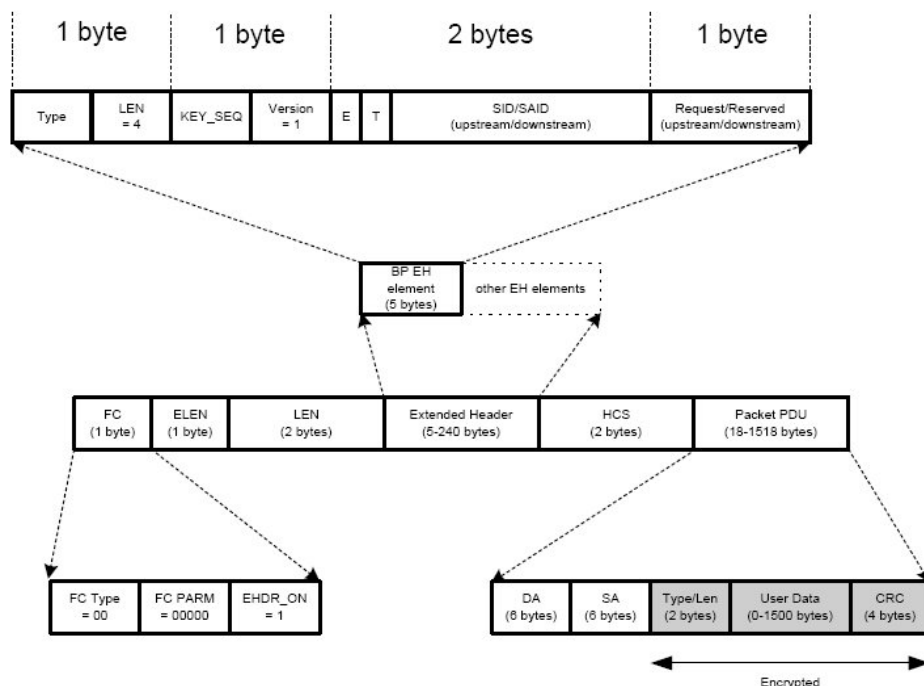 1 byte 1 byte 2 bytes 1 byte
Type LEN = 4 KEY_SEQ Version = 1 E T SID/SAID (upstream/downstream) Request/Reserved (upstream/downstream)
BP EH
element
(5 bytes)
other EH elements
FC (1 byte) ELEN (1 byte) LEN (2 bytes) Extended Header (5-240 bytes) HCS (2 bytes) Packet PDU (18-1518 bytes)
FC Type = 00 FC PARM = 00000 EHDR_ON = 1
DA (6 bytes) SA (6 bytes) Type/Len (2 bytes) User Data (0-1500 bytes) CRC (4 bytes)
Encrypted